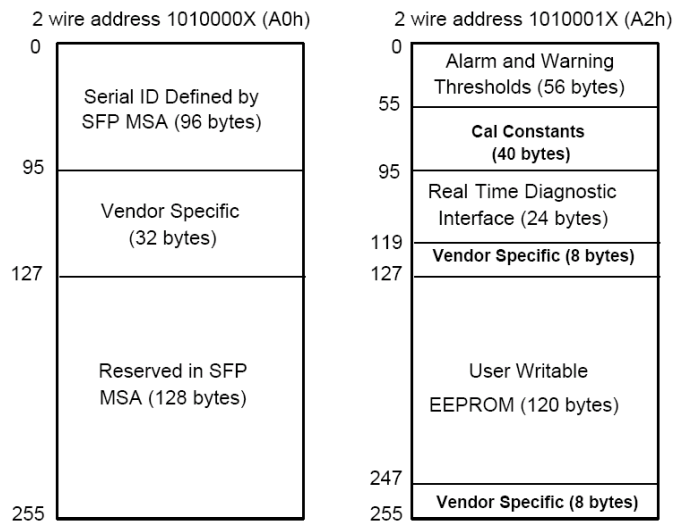 2 wire address 1010000X (A0h)
0
Serial ID Defined by
SFP MSA (96 bytes)
95
Vendor Specific
(32 bytes)
127
Reserved in SFP
MSA (128 bytes)
255
2 wire address 1010001X (A2h)
0
Alarm and Warning
Thresholds (56 bytes)
55
Cal Constants
(40 bytes)
95
Real Time Diagnostic
Interface (24 bytes)
119
Vendor Specific (8 bytes)
127
User Writable
EEPROM (120 bytes)
247
Vendor Specific (8 bytes)
255